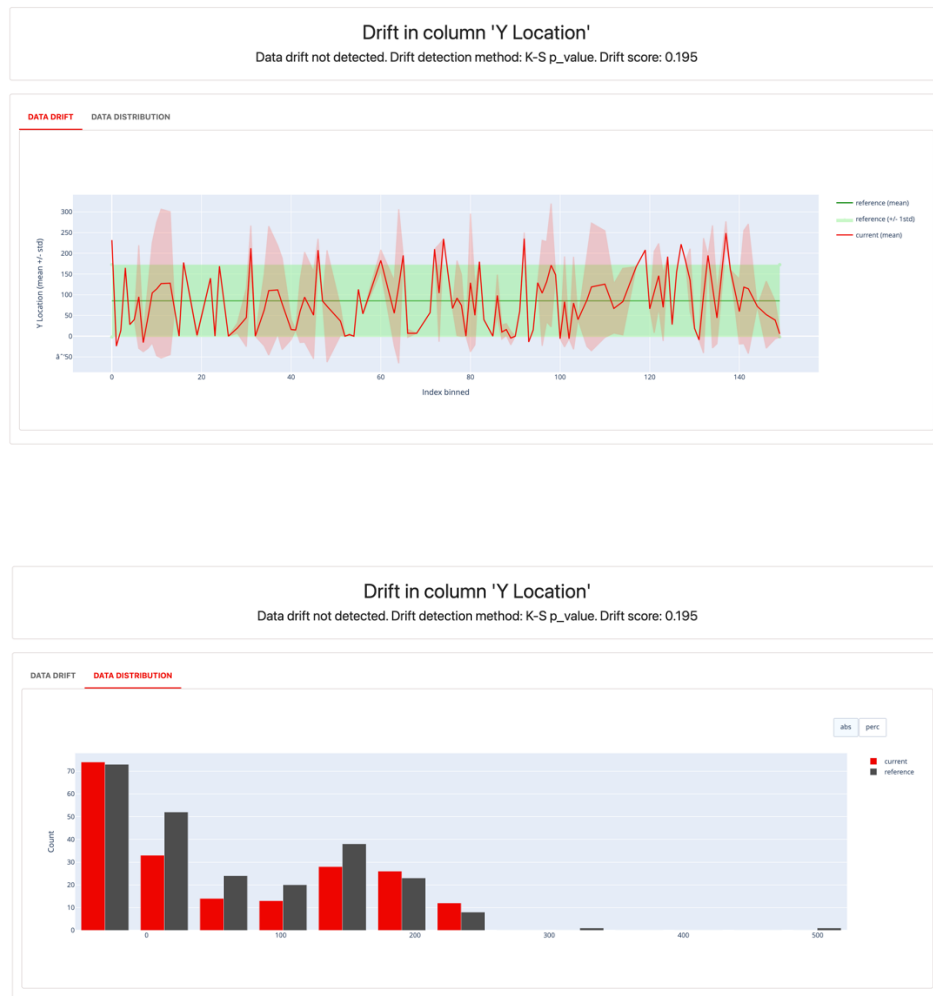 Drift in column 'Y Location'
Data drift not detected. Drift detection method: K-S p_value. Drift score: 0.195
DATA DRIFT DATA DISTRIBUTION
300
250
200
150
100
50
0
âˆ’50
Y Location (mean +/- std)
0 20 40 60 80 100 120 140
Index binned
reference (mean)
reference (+/- 1std)
current (mean)
Drift in column 'Y Location'
Data drift not detected. Drift detection method: K-S p_value. Drift score: 0.195
DATA DRIFT DATA DISTRIBUTION
abs perc
70
60
50
40
30
20
10
0
Count
0 100 200 300 400 500
current
reference